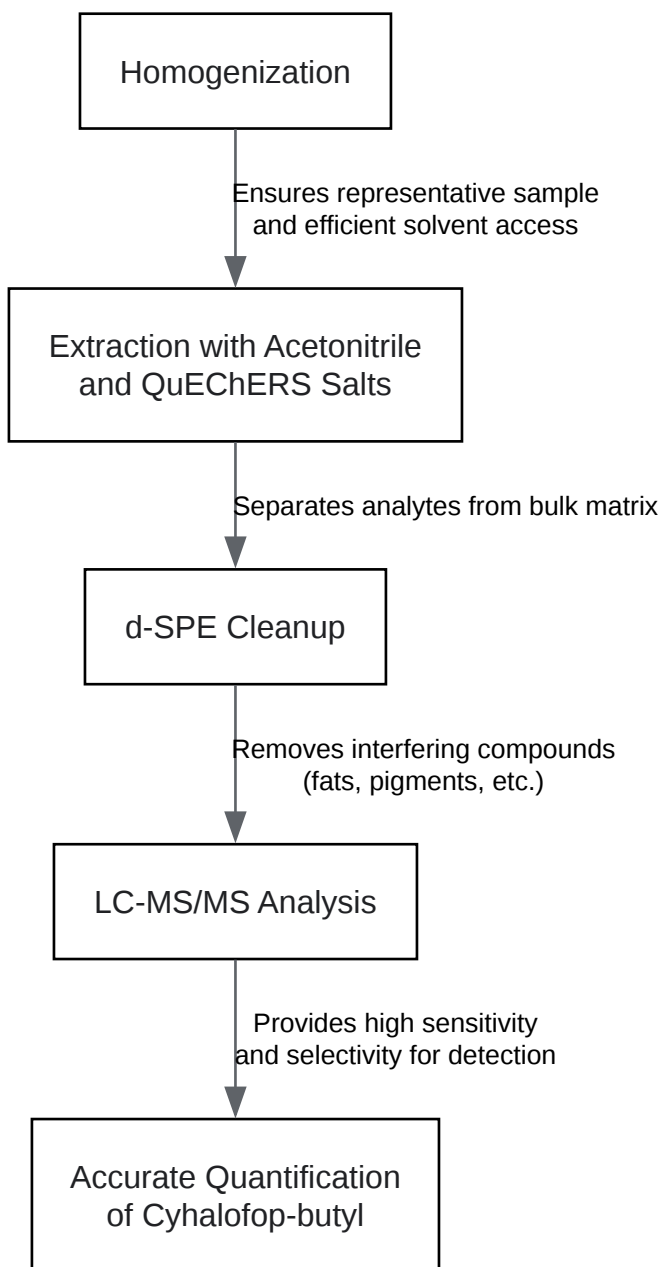 Homogenization
Ensures representative sample
and efficient solvent access
Extraction with Acetonitrile
and QuEChERS Salts
Separates analytes from bulk matrix
d-SPE Cleanup
Removes interfering compounds
(fats, pigments, etc.)
LC-MS/MS Analysis
Provides high sensitivity
and selectivity for detection
Accurate Quantification
of Cyhalofop-butyl